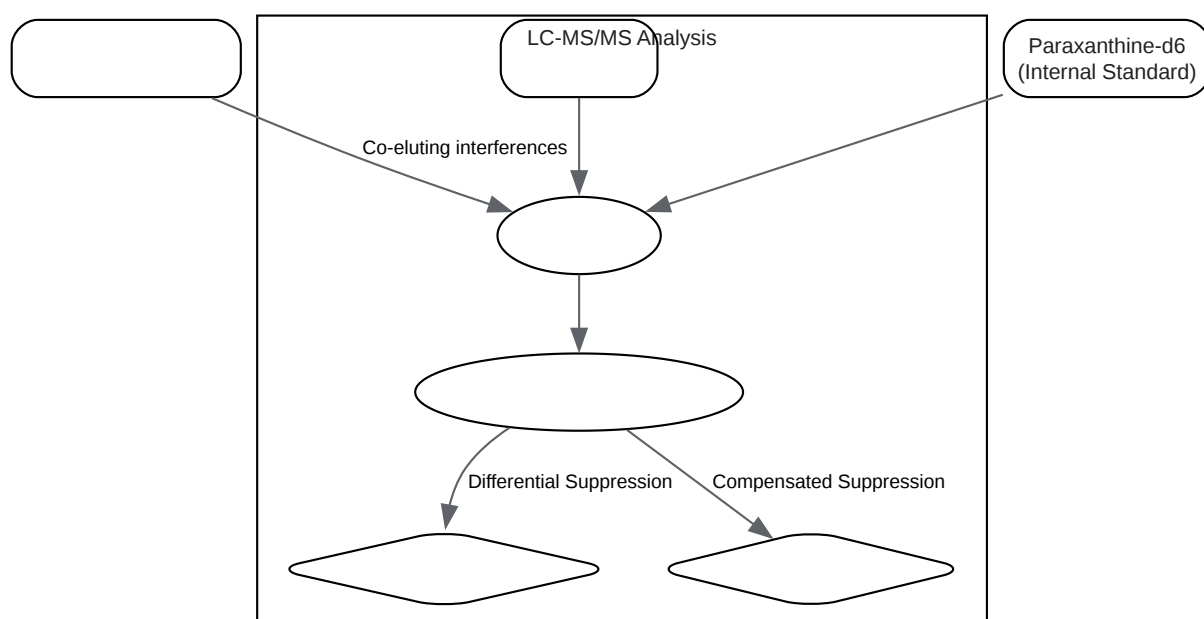 LC-MS/MS Analysis
Paraxanthine-d6
(Internal Standard)
Co-eluting interferences
Differential Suppression
Compensated Suppression